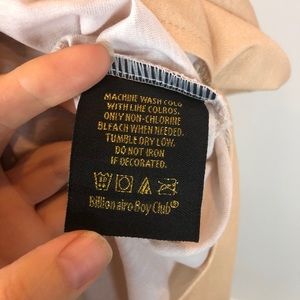 MACHINE WASH COLD
WITH LIKE COLROS.
ONLY NON-CHLORINE
BLEACH WHEN NEEDED.
TUMBLE DRY LOW.
DO NOT IRON
IF DECORATED.
Billionaire Boy Club®